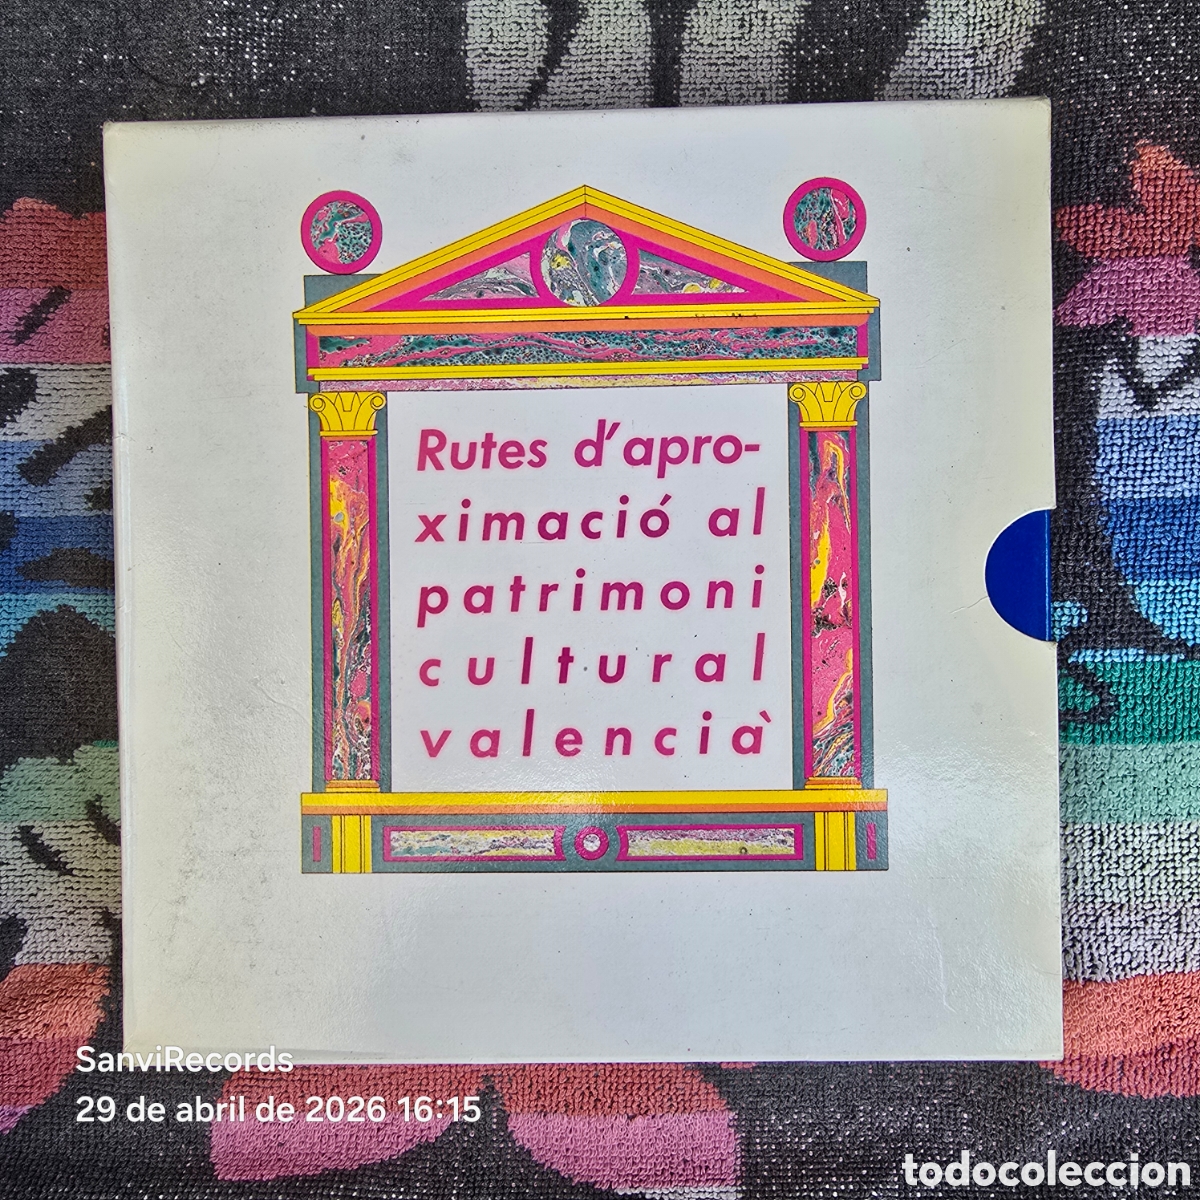 Rutes d'apro-
ximació al
patrimoni
cultural
valencià
SanviRecords
29 de abril de 2026 16:15
todocoleccion